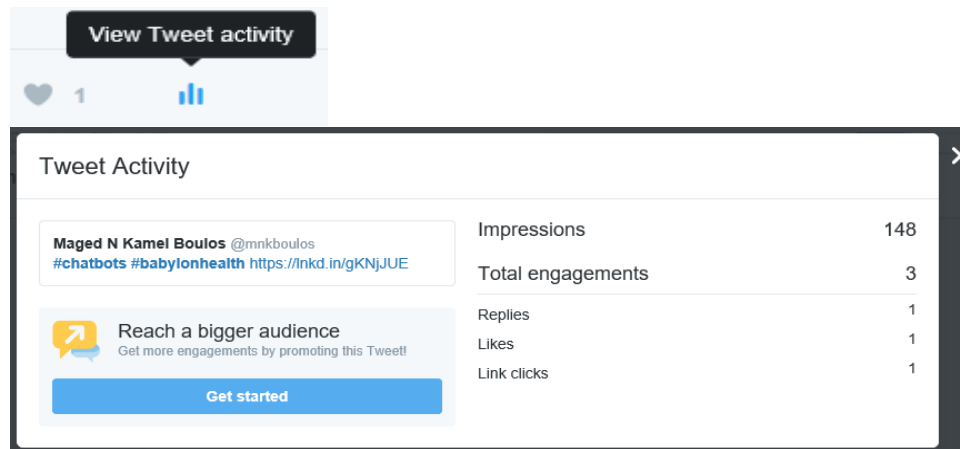 View Tweet activity
1
Tweet Activity
Maged N Kamel Boulos @mnkboulos
#chatbots #babylonhealth https://lnkd.in/gKNjJUE
Reach a bigger audience
Get more engagements by promoting this Tweet!
Get started
Impressions 148
Total engagements 3
Replies 1
Likes 1
Link clicks 1